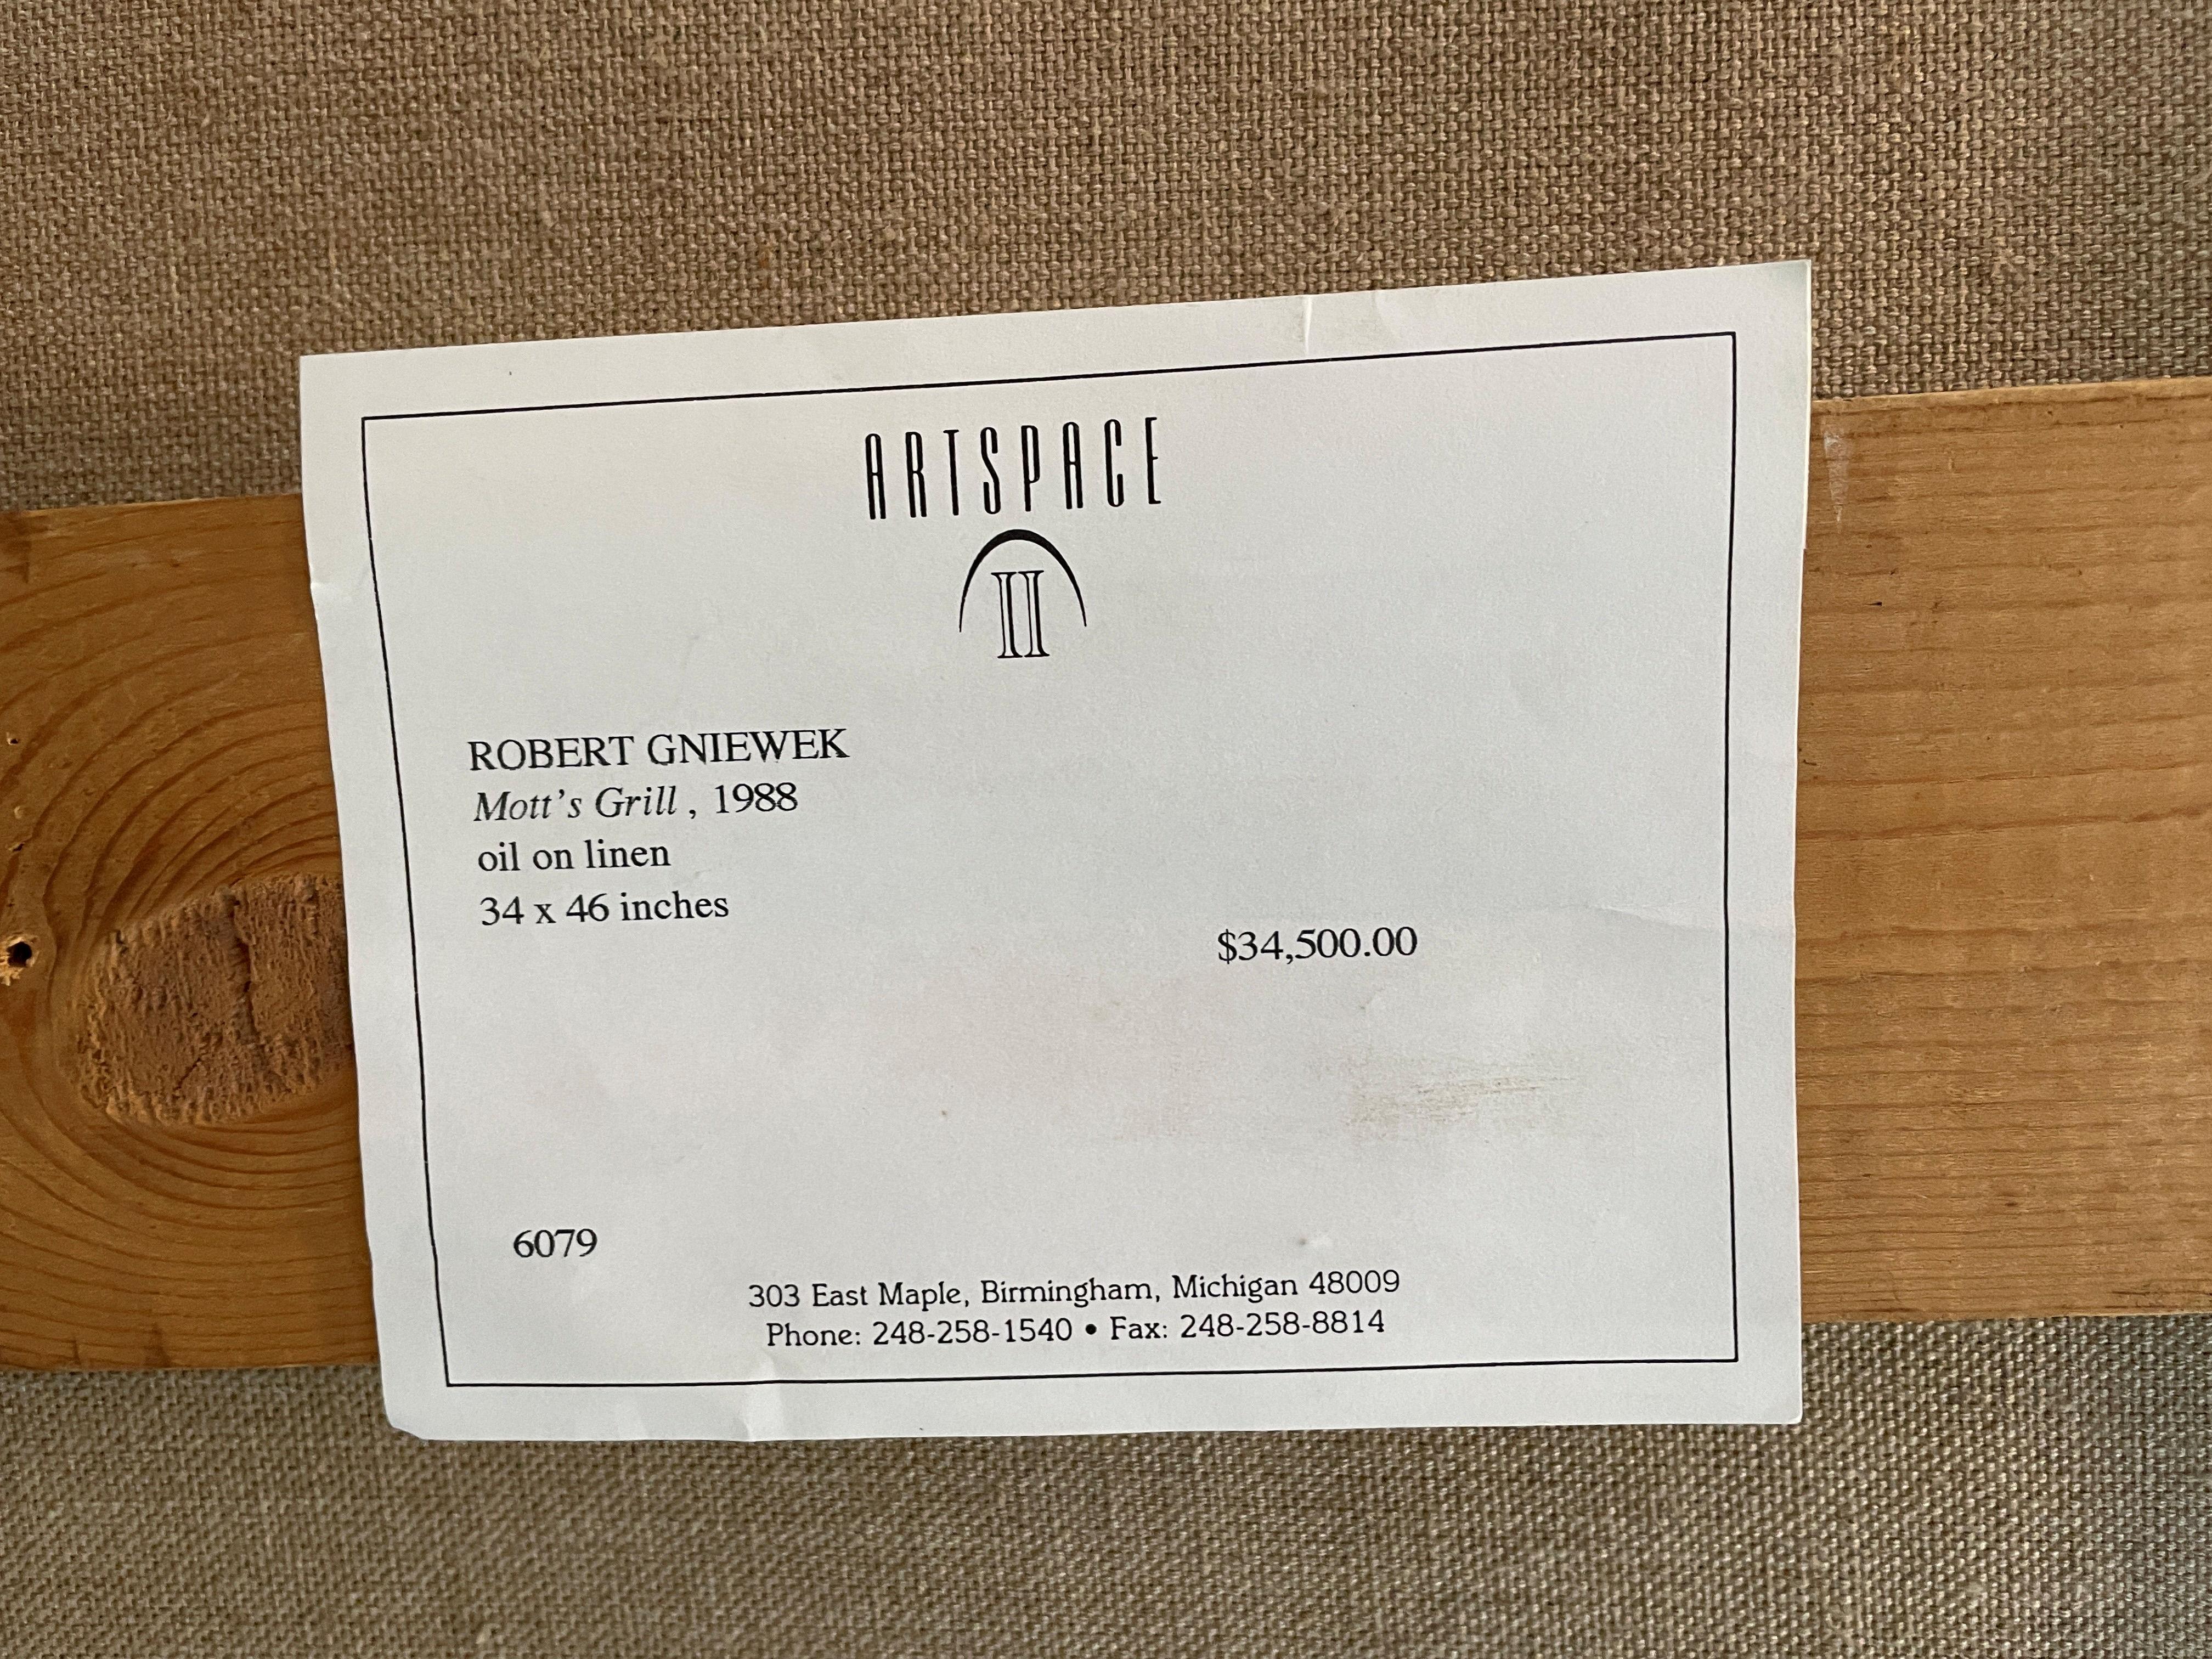 ARTSPACE
II
ROBERT GNIEWEK
Mott's Grill , 1988
oil on linen
34 x 46 inches
$34,500.00
6079
303 East Maple, Birmingham, Michigan 48009
Phone: 248-258-1540 • Fax: 248-258-8814